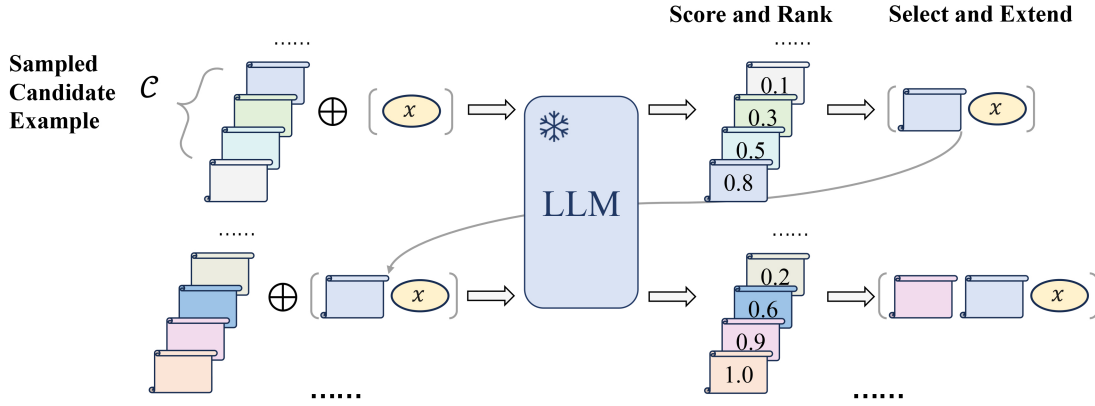 Score and Rank
Select and Extend
......
......
Sampled
Candidate
Example
C
⊕
x
0.1
0.3
0.5
0.8
x
LLM
......
......
⊕
x
0.2
0.6
0.9
1.0
x
......
......